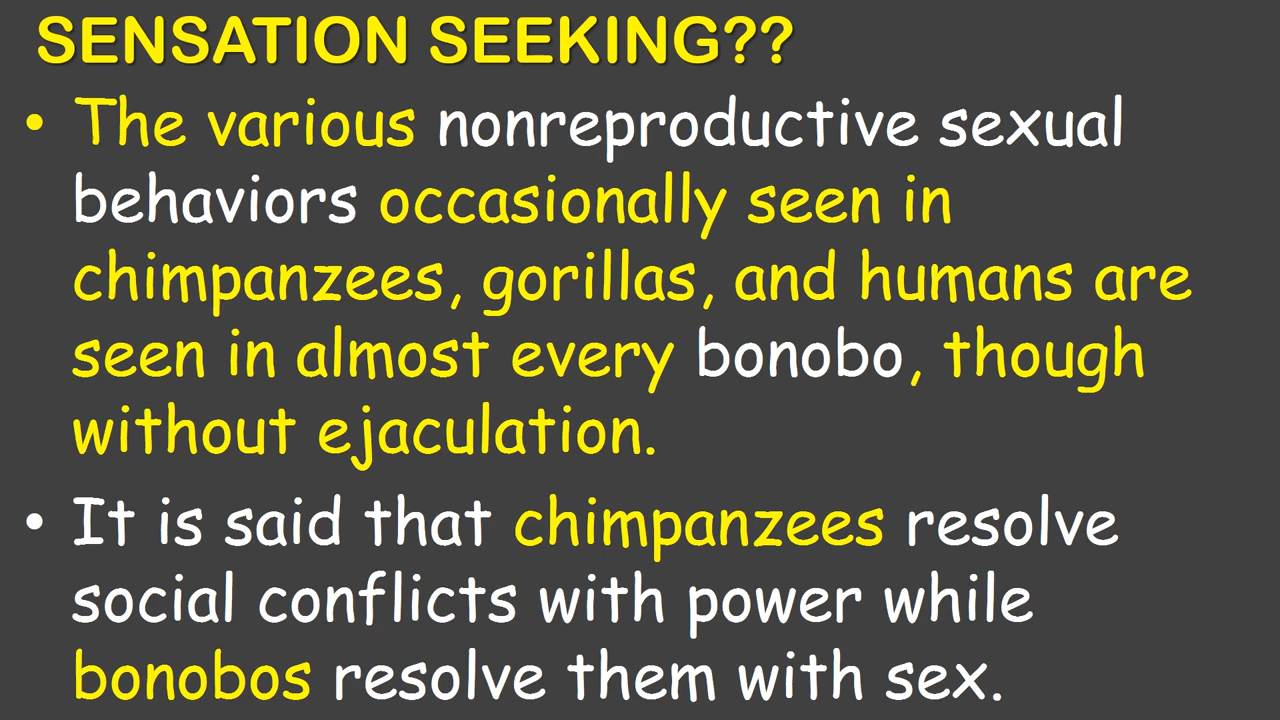 SENSATION SEEKING??
• The various nonreproductive sexual
behaviors occasionally seen in
chimpanzees, gorillas, and humans are
seen in almost every bonobo, though
without ejaculation.
• It is said that chimpanzees resolve
social conflicts with power while
bonobos resolve them with sex.